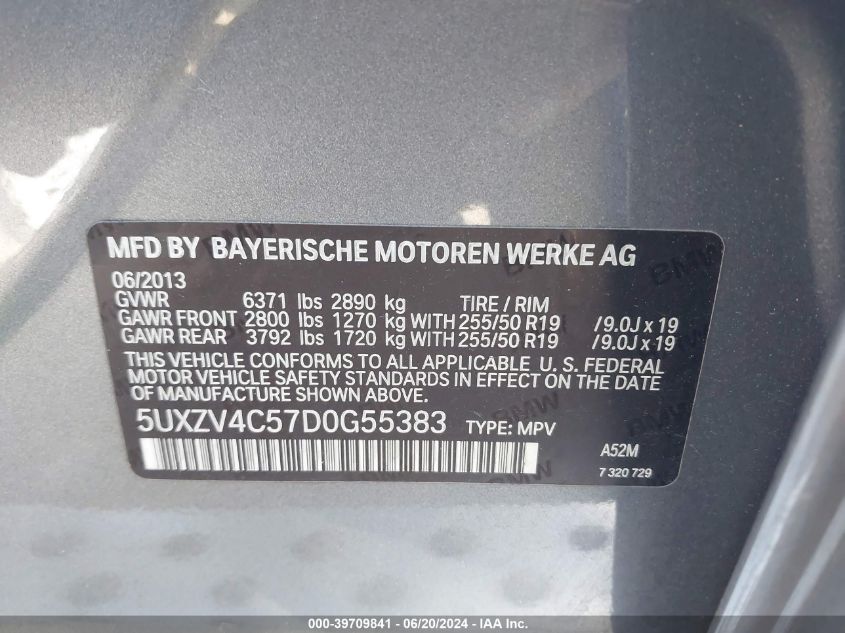 MFD BY BAYERISCHE MOTOREN WERKE AG
06/2013
GVWR 6371 lbs 2890 kg TIRE / RIM
GAWR FRONT 2800 lbs 1270 kg WITH 255/50 R19 /9.0J x 19
GAWR REAR 3792 lbs 1720 kg WITH 255/50 R19 /9.0J x 19
THIS VEHICLE CONFORMS TO ALL APPLICABLE U. S. FEDERAL
MOTOR VEHICLE SAFETY STANDARDS IN EFFECT ON THE DATE
OF MANUFACTURE SHOWN ABOVE.
5UXZV4C57D0G55383 TYPE: MPV
A52M
7 320 729
000-39709841 - 06/20/2024 - IAA Inc.